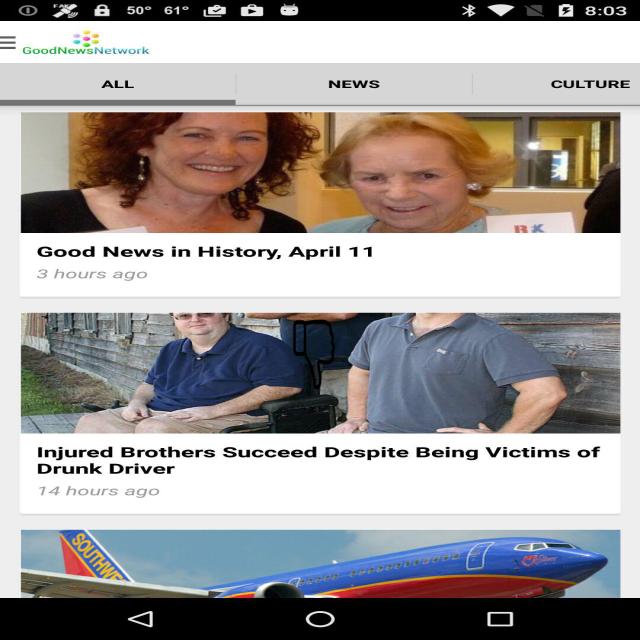 50° 61° 8:03
GoodNewsNetwork
ALL NEWS CULTURE
Good News in History, April 11
3 hours ago
Injured Brothers Succeed Despite Being Victims of
Drunk Driver
14 hours ago
SOUTHWE